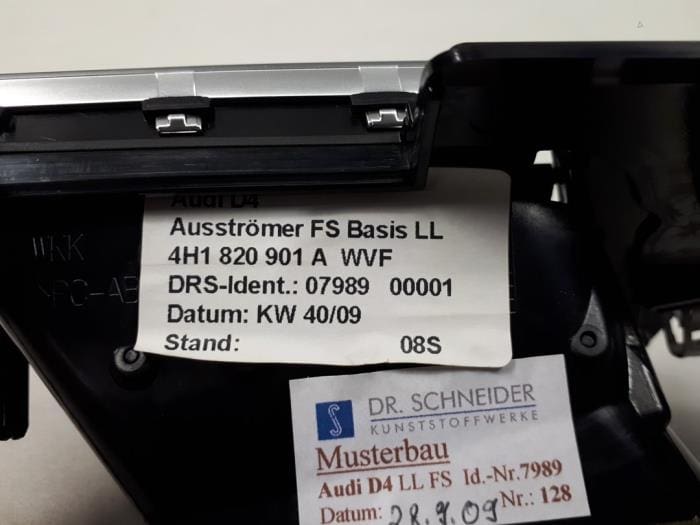 Audi D4
Ausströmer FS Basis LL
4H1 820 901 A WVF
DRS-Ident.: 07989 00001
Datum: KW 40/09
Stand: 08S
WKK
DR. SCHNEIDER
KUNSTSTOFFWERKE
Musterbau
Audi D4 LL FS Id.-Nr.7989
Datum: 28.9.09 Nr.: 128